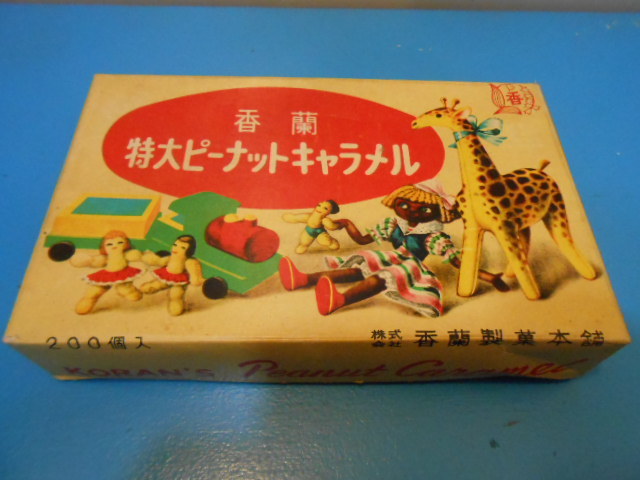 香
香蘭
特大ピーナットキャラメル
200個入
株式会社 香蘭製菓本舗
KORAN'S Peanut Caramel